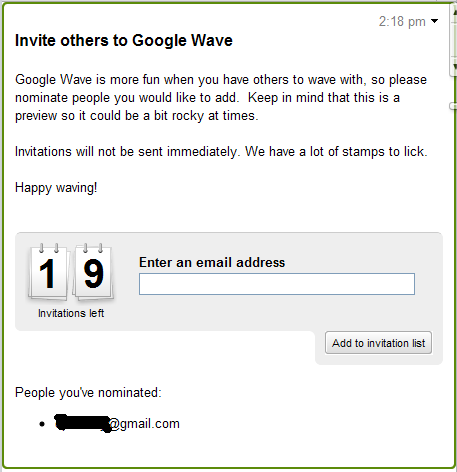 2:18 pm
Invite others to Google Wave
Google Wave is more fun when you have others to wave with, so please
nominate people you would like to add.  Keep in mind that this is a
preview so it could be a bit rocky at times.
Invitations will not be sent immediately. We have a lot of stamps to lick.
Happy waving!
19
Enter an email address
Invitations left
Add to invitation list
People you've nominated:
@gmail.com